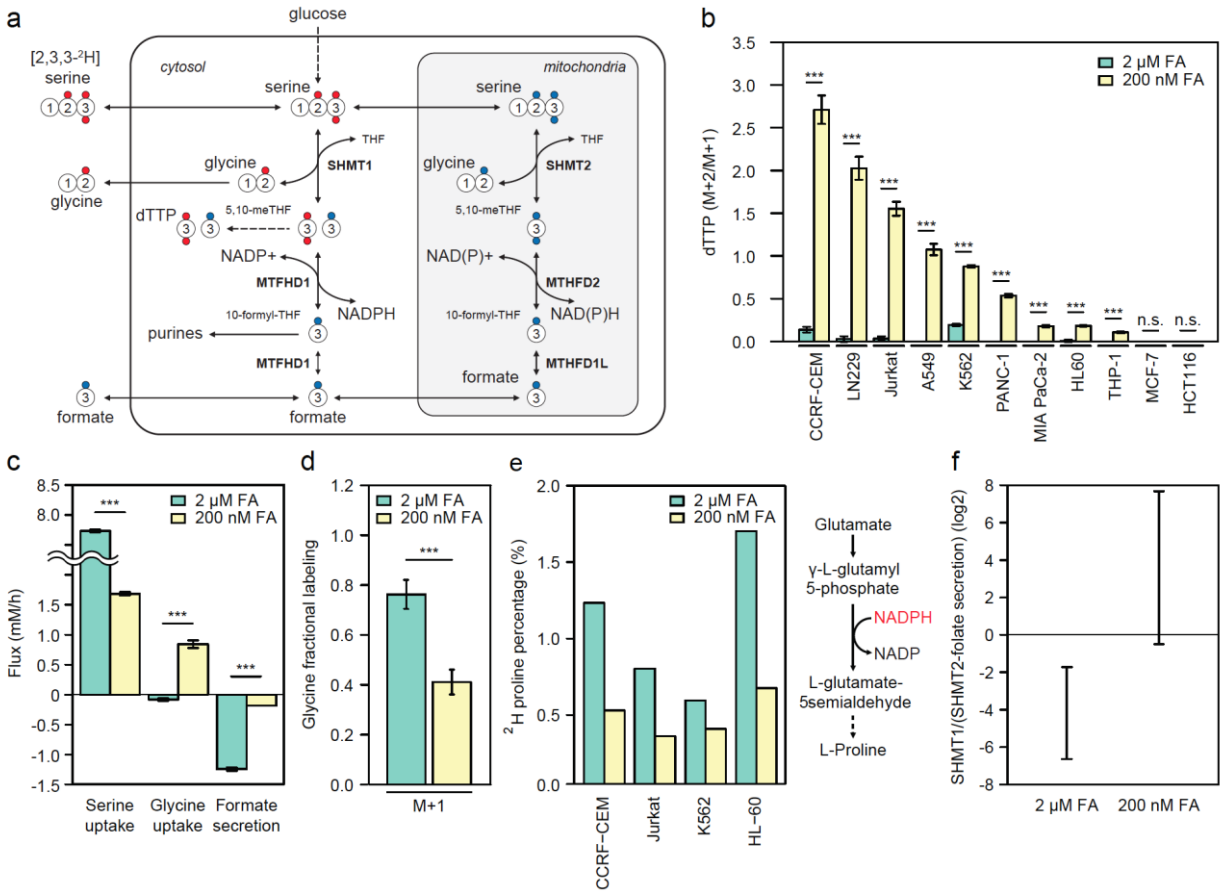 a
glucose
[2,3,3-²H]
serine
cytosol
mitochondria
serine
serine
1 2 3
1 2 3
1 2 3
THF
THF
glycine
SHMT1
glycine
SHMT2
1 2
1 2
1 2
glycine
dTTP
5,10-meTHF
5,10-meTHF
3 3
3 3
3
NADP+
NAD(P)+
MTFHD1
MTHFD2
NADPH
NAD(P)H
10-formyl-THF
10-formyl-THF
purines
3
3
MTFHD1
MTHFD1L
formate
3
3
3
formate
formate
b
2 µM FA
200 nM FA
dTTP (M+2/M+1)
3.5
3.0
2.5
2.0
1.5
1.0
0.5
0.0
***
***
***
***
***
***
***
***
***
n.s.
n.s.
CCRF-CEM
LN229
Jurkat
A549
K562
PANC-1
MIA PaCa-2
HL60
THP-1
MCF-7
HCT116
c
2 µM FA
200 nM FA
Flux (mM/h)
8.5
8.0
1.5
1.0
0.5
0
-0.5
-1.0
-1.5
***
***
***
Serine
uptake
Glycine
uptake
Formate
secretion
d
2 µM FA
200 nM FA
Glycine fractional labeling
1.2
1.0
0.8
0.6
0.4
0.2
0.0
***
M+1
e
2 µM FA
200 nM FA
²H proline percentage (%)
2.0
1.5
1.0
0.5
0.0
CCRF-CEM
Jurkat
K562
HL-60
Glutamate
γ-L-glutamyl
5-phosphate
NADPH
NADP
L-glutamate-
5semialdehyde
L-Proline
f
SHMT1/(SHMT2-folate secretion) (log2)
8
6
4
2
0
-2
-4
-6
-8
2 µM FA
200 nM FA